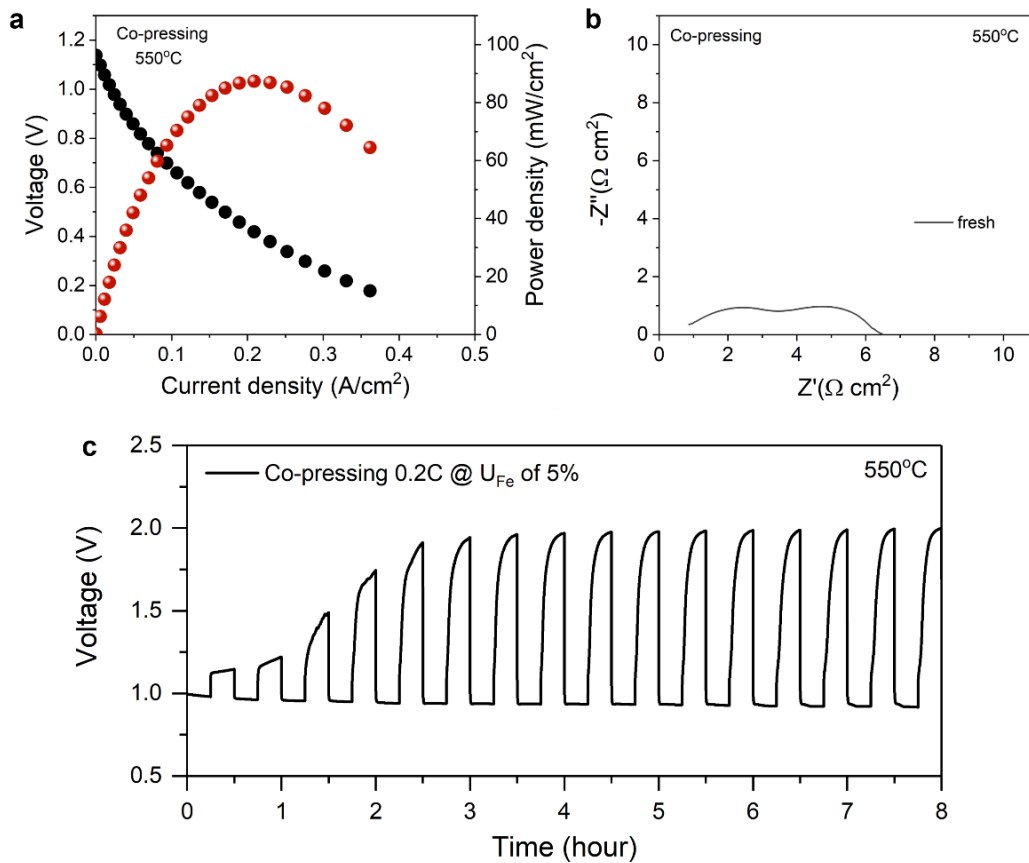 a
Co-pressing
550°C
1.2
1.0
0.8
0.6
0.4
0.2
0.0
Voltage (V)
100
80
60
40
20
0
Power density (mW/cm²)
0.0 0.1 0.2 0.3 0.4 0.5
Current density (A/cm²)
b
Co-pressing 550°C
10
8
6
4
2
0
-Z"(Ω cm²)
fresh
0 2 4 6 8 10
Z'(Ω cm²)
c
Co-pressing 0.2C @ U_Fe of 5% 550°C
2.5
2.0
1.5
1.0
0.5
Voltage (V)
0 1 2 3 4 5 6 7 8
Time (hour)